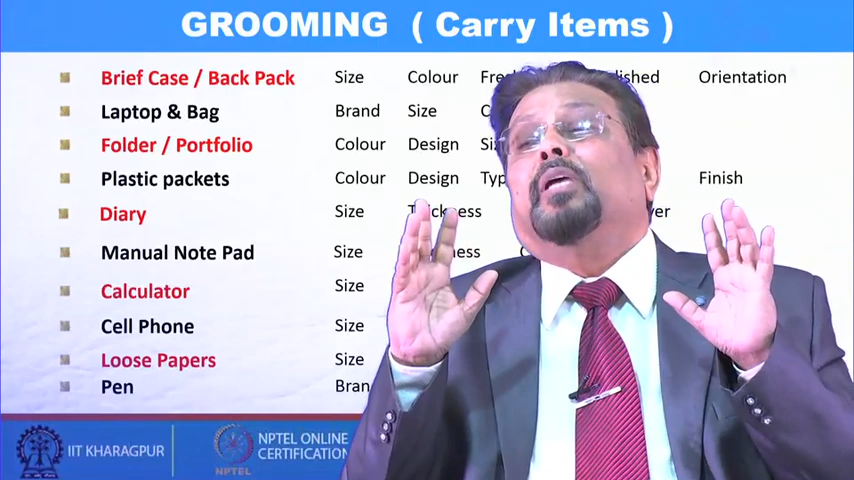 GROOMING ( Carry Items )
Brief Case / Back Pack Size Colour Orientation
Laptop & Bag Brand Size
Folder / Portfolio Colour Design
Plastic packets Colour Design Finish
Diary Size
Manual Note Pad Size
Calculator Size
Cell Phone Size
Loose Papers Size
Pen
IIT KHARAGPUR
NPTEL
NPTEL ONLINE
CERTIFICATION